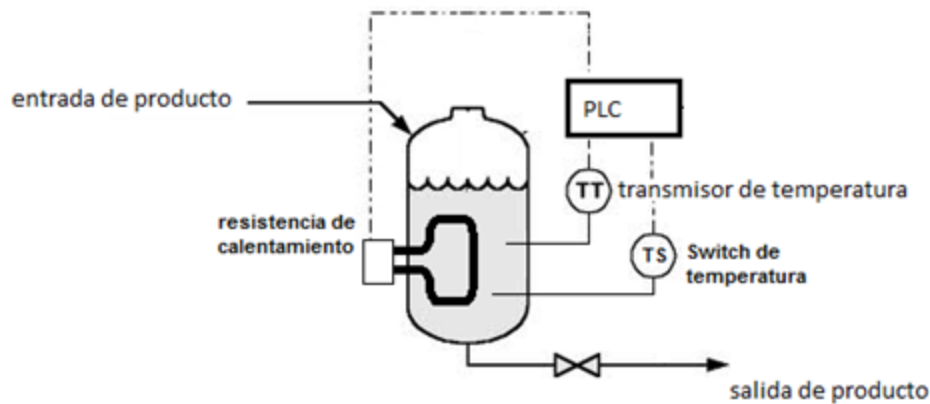 entrada de producto
PLC
TT
transmisor de temperatura
resistencia de
calentamiento
TS
Switch de
temperatura
salida de producto